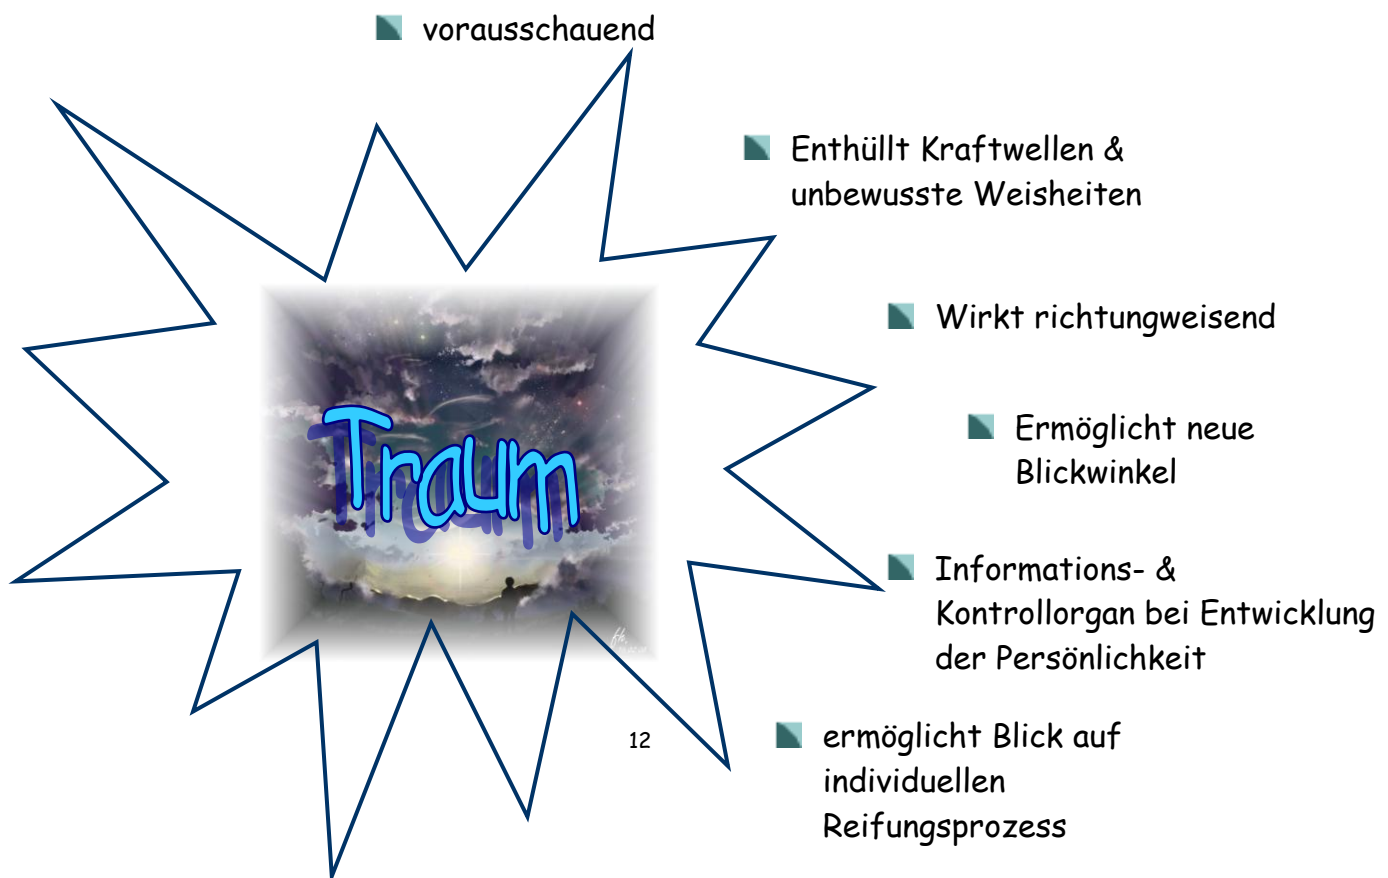 vorausschauend
Enthüllt Kraftwellen &
unbewusste Weisheiten
Wirkt richtungweisend
Traum
Ermöglicht neue
Blickwinkel
Informations- &
Kontrollorgan bei Entwicklung
der Persönlichkeit
12
ermöglicht Blick auf
individuellen
Reifungsprozess